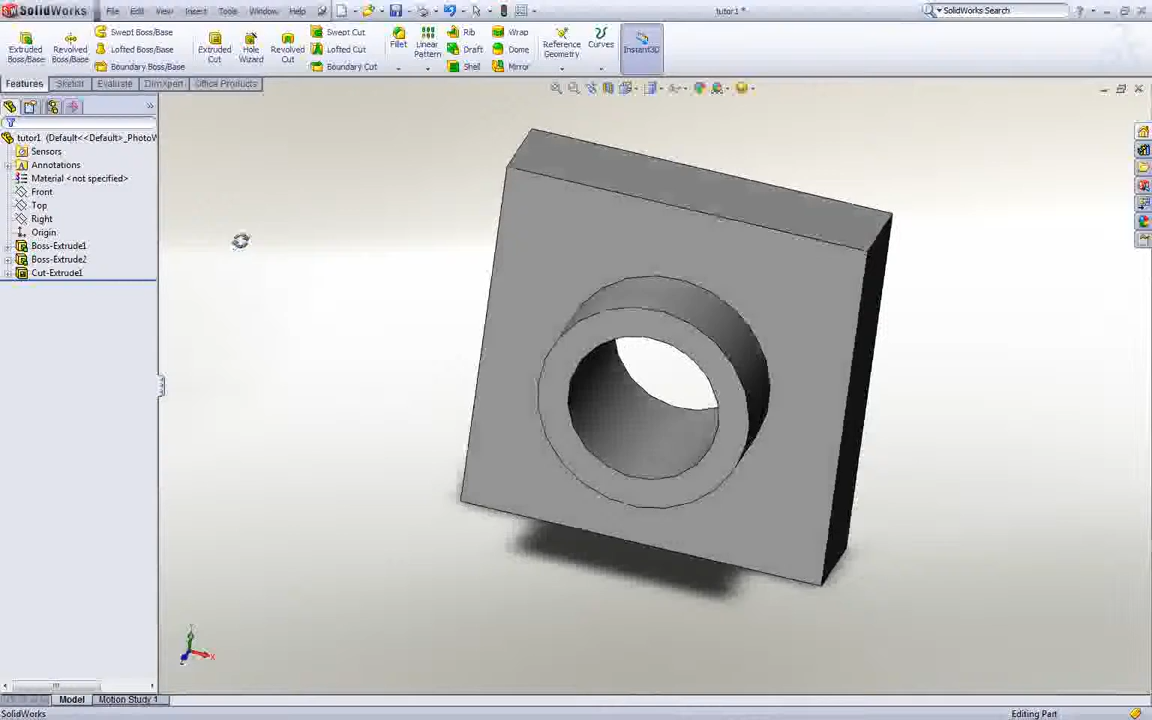 SolidWorks File Edit View Insert Tools Window Help tutor1 * SolidWorks Search
Extruded Boss/Base Revolved Boss/Base Swept Boss/Base Extruded Cut Hole Wizard Revolved Cut Swept Cut Fillet Linear Pattern Rib Wrap Reference Geometry Curves Instant3D
Lofted Boss/Base Lofted Cut Draft Dome
Boundary Boss/Base Boundary Cut Shell Mirror
Features Sketch Evaluate DimXpert Office Products
tutor1 (Default<<Default>_PhotoW
Sensors
Annotations
Material <not specified>
Front
Top
Right
Origin
Boss-Extrude1
Boss-Extrude2
Cut-Extrude1
Y
X
Model Motion Study 1
SolidWorks Editing Part